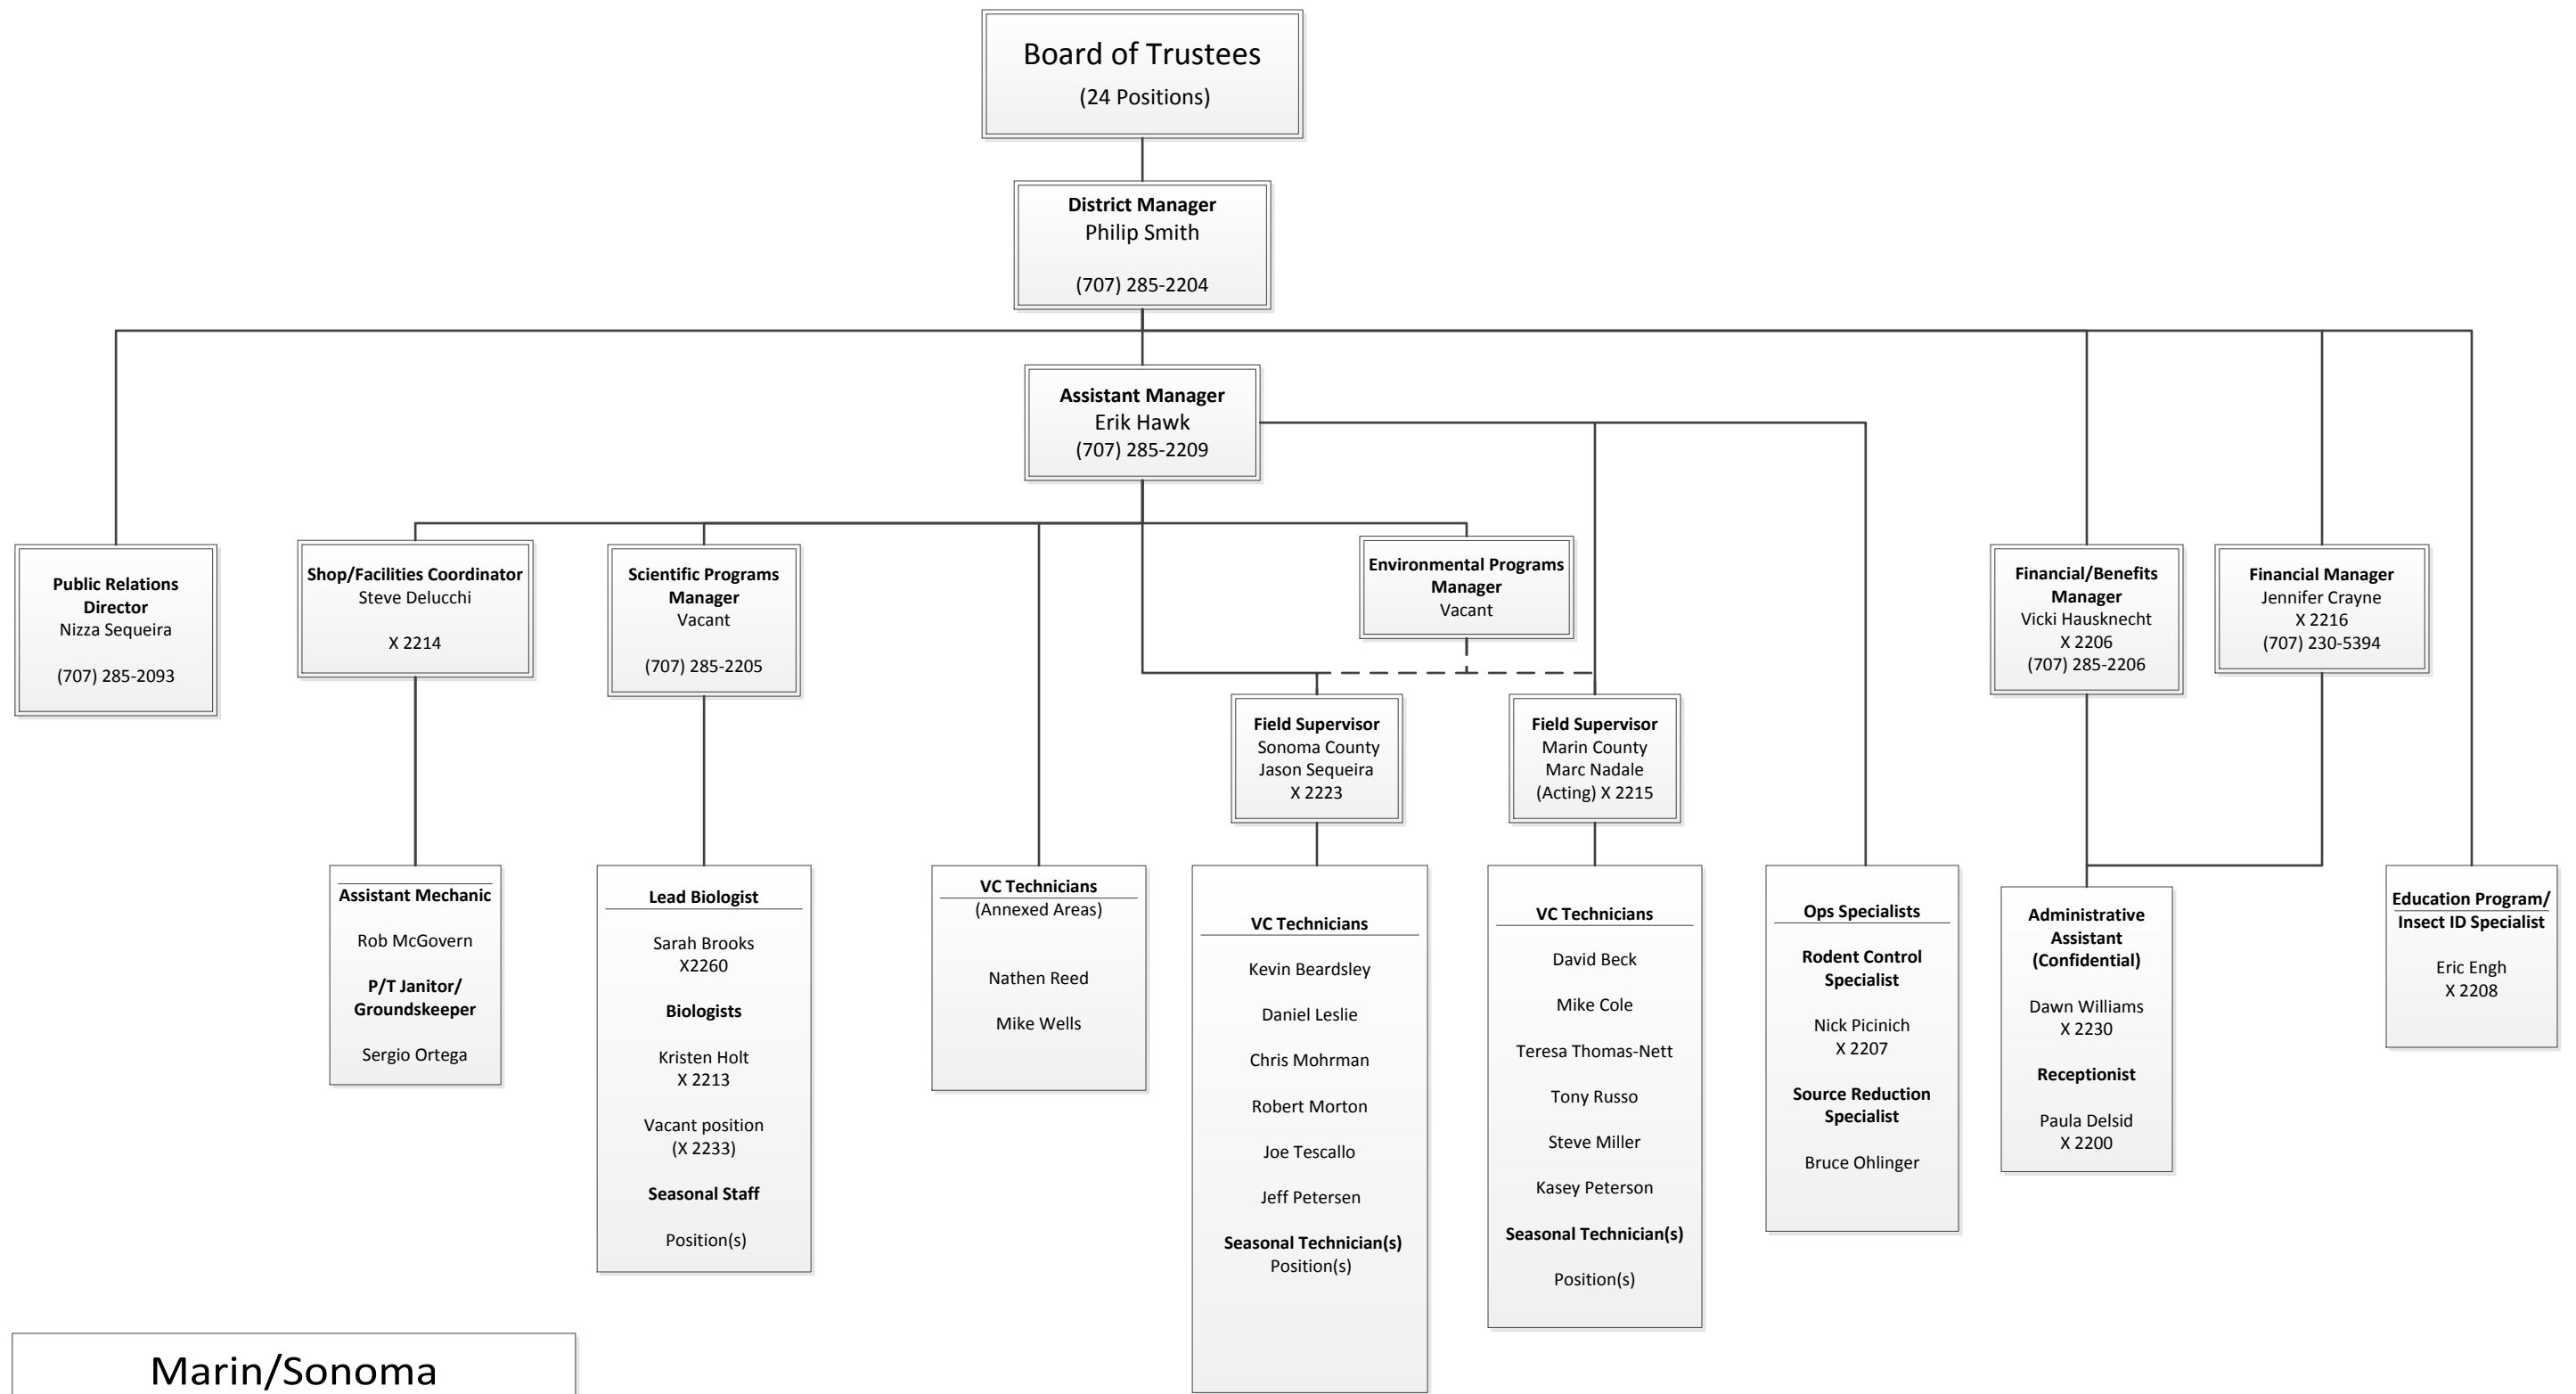 Board of Trustees
(24 Positions)
District Manager
Philip Smith
(707) 285-2204
Assistant Manager
Erik Hawk
(707) 285-2209
Public Relations
Director
Nizza Sequeira
(707) 285-2093
Shop/Facilities Coordinator
Steve Delucchi
X 2214
Scientific Programs
Manager
Vacant
(707) 285-2205
Environmental Programs
Manager
Vacant
Financial/Benefits
Manager
Vicki Hausknecht
X 2206
(707) 285-2206
Financial Manager
Jennifer Crayne
X 2216
(707) 230-5394
Field Supervisor
Sonoma County
Jason Sequeira
X 2223
Field Supervisor
Marin County
Marc Nadale
(Acting) X 2215
Assistant Mechanic
Rob McGovern
P/T Janitor/
Groundskeeper
Sergio Ortega
Lead Biologist
Sarah Brooks
X2260
Biologists
Kristen Holt
X 2213
Vacant position
(X 2233)
Seasonal Staff
Position(s)
VC Technicians
(Annexed Areas)
Nathen Reed
Mike Wells
VC Technicians
Kevin Beardsley
Daniel Leslie
Chris Mohrman
Robert Morton
Joe Tescallo
Jeff Petersen
Seasonal Technician(s)
Position(s)
VC Technicians
David Beck
Mike Cole
Teresa Thomas-Nett
Tony Russo
Steve Miller
Kasey Peterson
Seasonal Technician(s)
Position(s)
Ops Specialists
Rodent Control
Specialist
Nick Picinich
X 2207
Source Reduction
Specialist
Bruce Ohlinger
Administrative
Assistant
(Confidential)
Dawn Williams
X 2230
Receptionist
Paula Delsid
X 2200
Education Program/
Insect ID Specialist
Eric Engh
X 2208
Marin/Sonoma